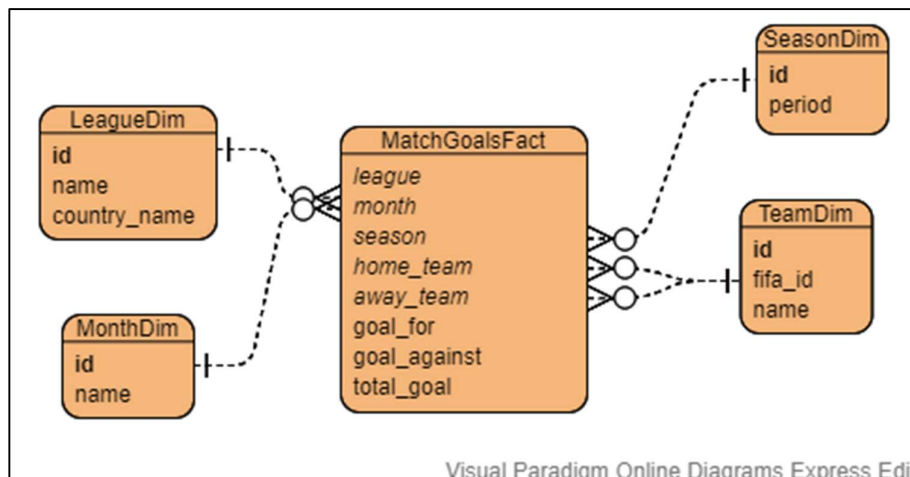 LeagueDim
id
name
country_name
MonthDim
id
name
MatchGoalsFact
league
month
season
home_team
away_team
goal_for
goal_against
total_goal
SeasonDim
id
period
TeamDim
id
fifa_id
name
Visual Paradigm Online Diagrams Express Edi